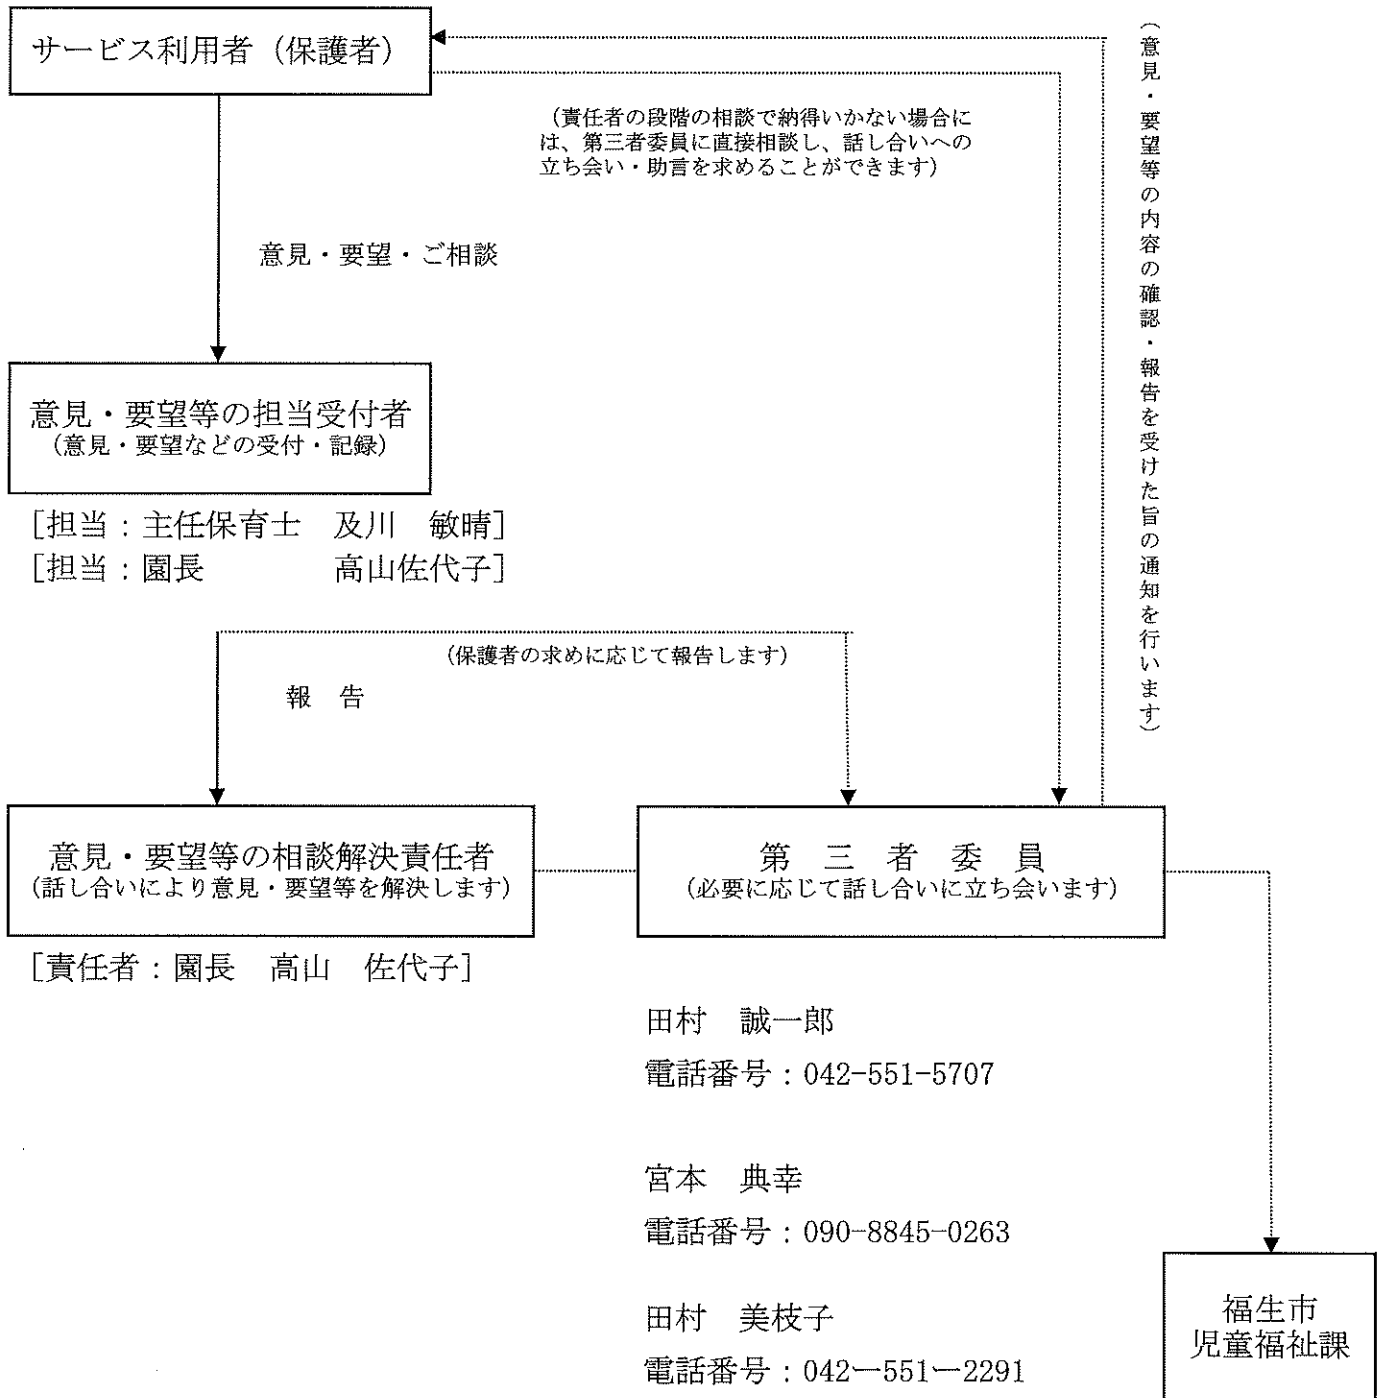 サービス利用者（保護者）
（責任者の段階の相談で納得いかない場合に
は、第三者委員に直接相談し、話し合いへの
立ち会い・助言を求めることができます）
（意見・要望等の内容の確認・報告を受けた旨の通知を行います）
意見・要望・ご相談
意見・要望等の担当受付者
（意見・要望などの受付・記録）
［担当：主任保育士　及川　敏晴］
［担当：園長　　　　高山佐代子］
（保護者の求めに応じて報告します）
報　告
意見・要望等の相談解決責任者
（話し合いにより意見・要望等を解決します）
第　三　者　委　員
（必要に応じて話し合いに立ち会います）
［責任者：園長　高山　佐代子］
田村　誠一郎
電話番号：042-551-5707
宮本　典幸
電話番号：090-8845-0263
田村　美枝子
電話番号：042ー551ー2291
福生市
児童福祉課